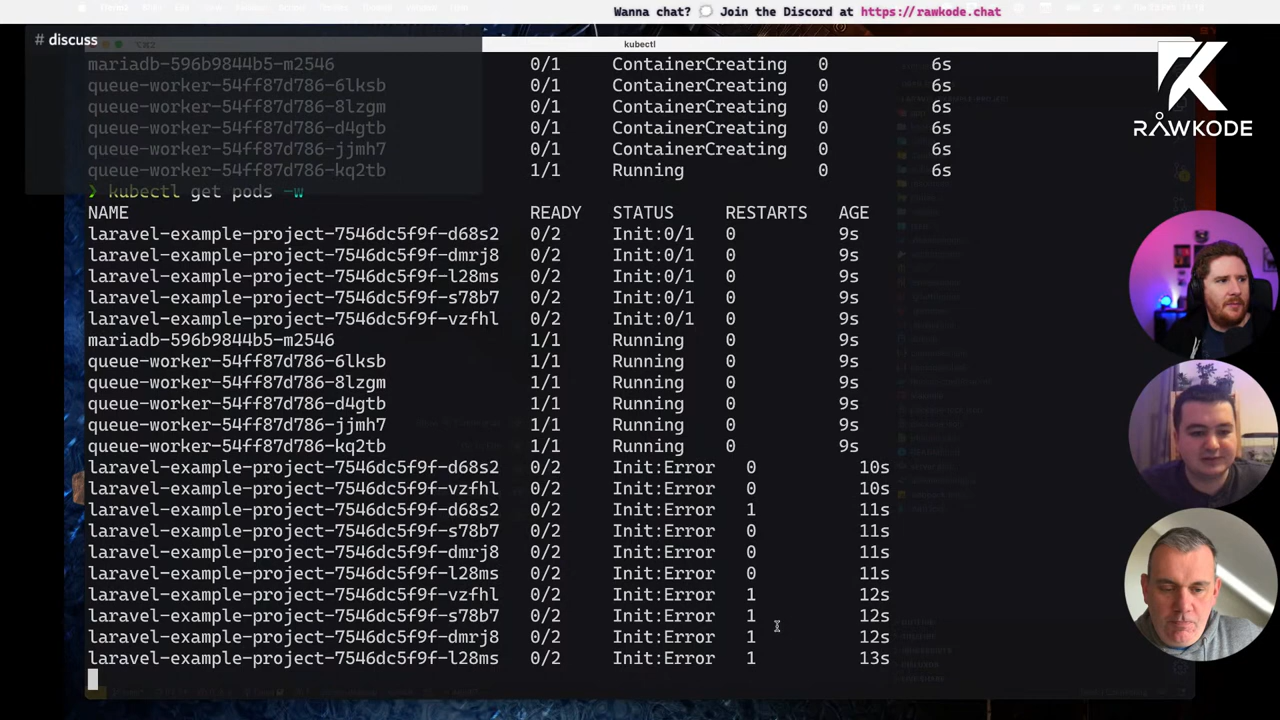 Wanna chat? 💬 Join the Discord at https://rawkode.chat
# discuss
kubectl
RAWKODE
mariadb-596b9844b5-m2546 0/1 ContainerCreating 0 6s
queue-worker-54ff87d786-6lksb 0/1 ContainerCreating 0 6s
queue-worker-54ff87d786-8lzgm 0/1 ContainerCreating 0 6s
queue-worker-54ff87d786-d4gtb 0/1 ContainerCreating 0 6s
queue-worker-54ff87d786-jjmh7 0/1 ContainerCreating 0 6s
queue-worker-54ff87d786-kq2tb 1/1 Running 0 6s
❯ kubectl get pods -w
NAME READY STATUS RESTARTS AGE
laravel-example-project-7546dc5f9f-d68s2 0/2 Init:0/1 0 9s
laravel-example-project-7546dc5f9f-dmrj8 0/2 Init:0/1 0 9s
laravel-example-project-7546dc5f9f-l28ms 0/2 Init:0/1 0 9s
laravel-example-project-7546dc5f9f-s78b7 0/2 Init:0/1 0 9s
laravel-example-project-7546dc5f9f-vzfhl 0/2 Init:0/1 0 9s
mariadb-596b9844b5-m2546 1/1 Running 0 9s
queue-worker-54ff87d786-6lksb 1/1 Running 0 9s
queue-worker-54ff87d786-8lzgm 1/1 Running 0 9s
queue-worker-54ff87d786-d4gtb 1/1 Running 0 9s
queue-worker-54ff87d786-jjmh7 1/1 Running 0 9s
queue-worker-54ff87d786-kq2tb 1/1 Running 0 9s
laravel-example-project-7546dc5f9f-d68s2 0/2 Init:Error 0 10s
laravel-example-project-7546dc5f9f-vzfhl 0/2 Init:Error 0 10s
laravel-example-project-7546dc5f9f-d68s2 0/2 Init:Error 1 11s
laravel-example-project-7546dc5f9f-s78b7 0/2 Init:Error 0 11s
laravel-example-project-7546dc5f9f-dmrj8 0/2 Init:Error 0 11s
laravel-example-project-7546dc5f9f-l28ms 0/2 Init:Error 0 11s
laravel-example-project-7546dc5f9f-vzfhl 0/2 Init:Error 1 12s
laravel-example-project-7546dc5f9f-s78b7 0/2 Init:Error 1 12s
laravel-example-project-7546dc5f9f-dmrj8 0/2 Init:Error 1 12s
laravel-example-project-7546dc5f9f-l28ms 0/2 Init:Error 1 13s